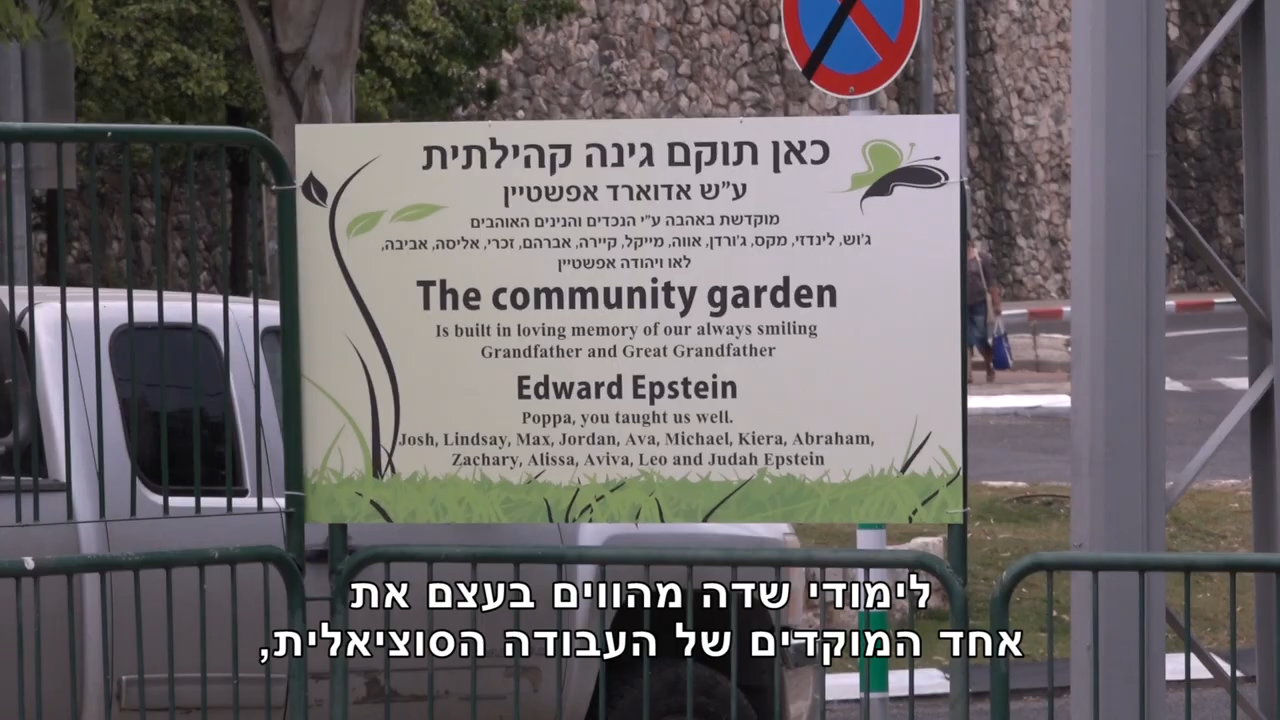 כאן תוקם גינה קהילתית
ע״ש אדוארד אפשטיין
מוקדשת באהבה ע״י הנכדים והנינים האוהבים
ג'וש, לינדזי, מקס, ג'ורדן, אווה, מייקל, קיירה, אברהם, זכרי, אליסה, אביבה,
לאו ויהודה אפשטיין
The community garden
Is built in loving memory of our always smiling
Grandfather and Great Grandfather
Edward Epstein
Poppa, you taught us well.
Josh, Lindsay, Max, Jordan, Ava, Michael, Kiera, Abraham,
Zachary, Alissa, Aviva, Leo and Judah Epstein
לימודי שדה מהווים בעצם את
אחד המוקדים של העבודה הסוציאלית,